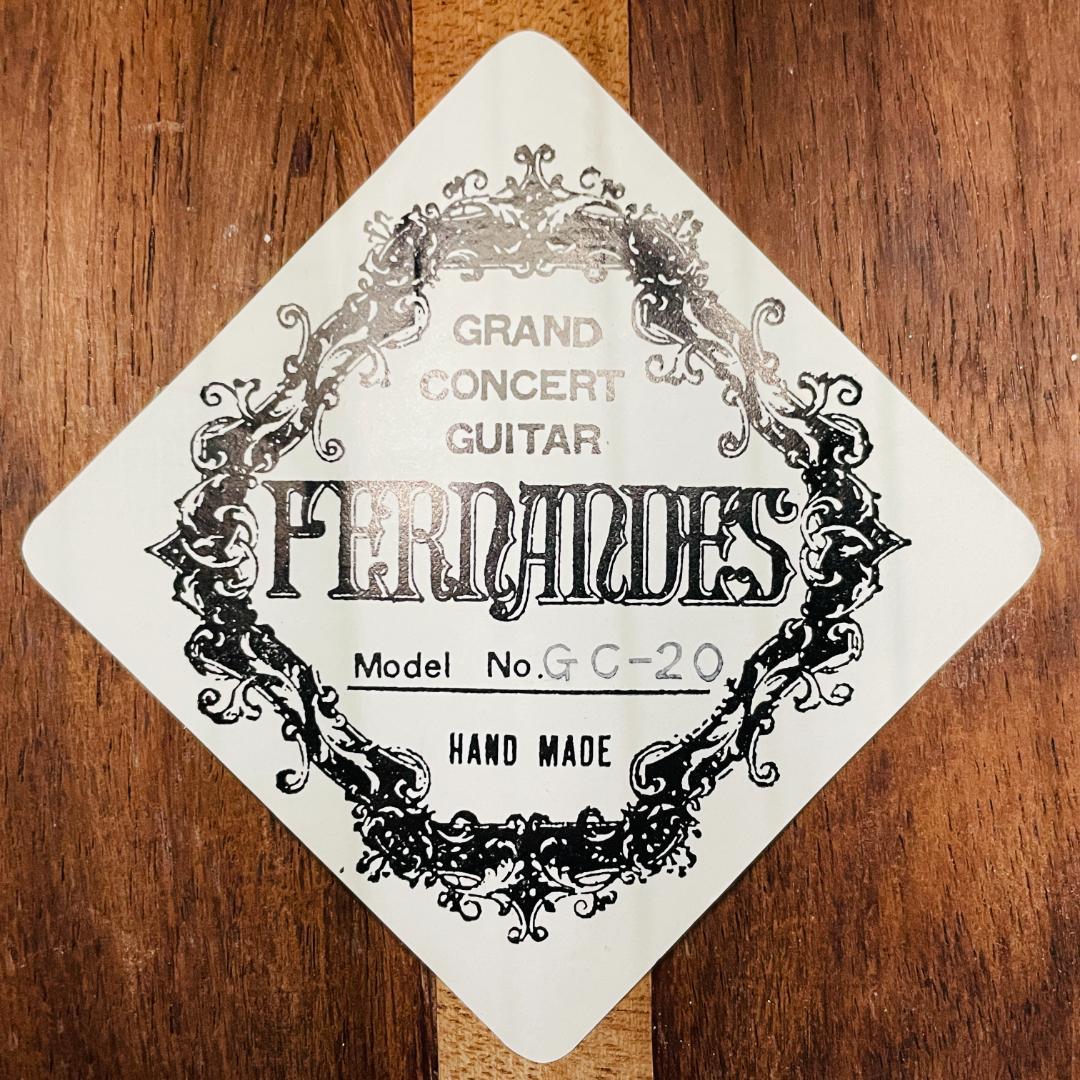 GRAND
CONCERT
GUITAR
FERNANDES
Model No. GC-20
HAND MADE